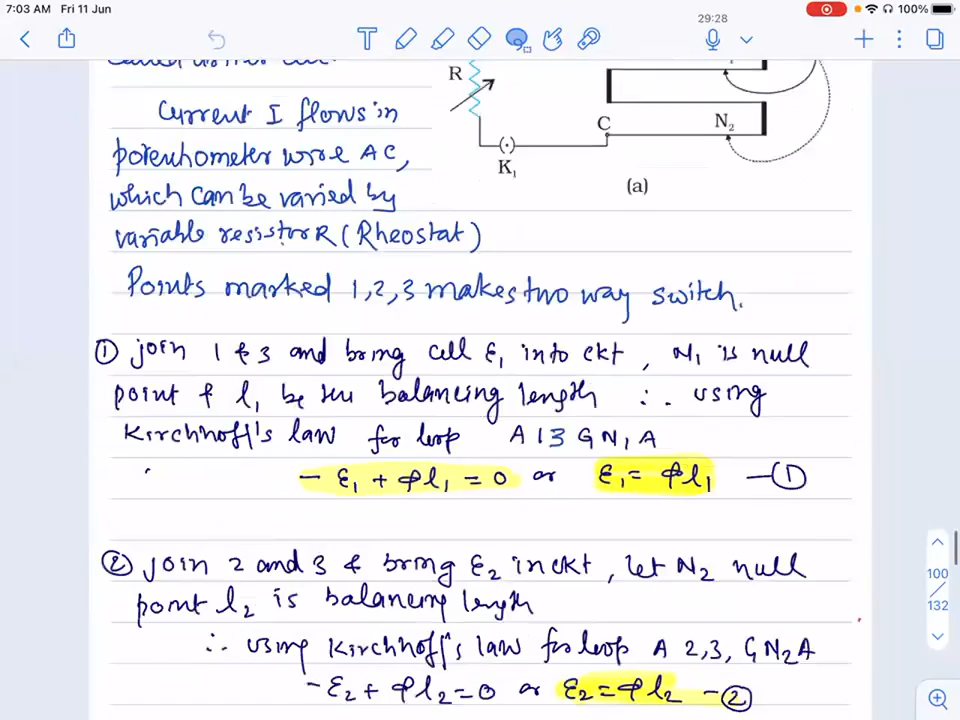 7:03 AM Fri 11 Jun
100%
29:28
R
K₁
C
N₂
(a)
Current I flows in
potentiometer wire AC,
which can be varied by
variable resistor R (Rheostat)
Points marked 1,2,3 makes two way switch.
① join 1 & 3 and bring cell ε₁ into ckt, N₁ is null
point & l₁ be the balancing length ∴ using
Kirchhoff's law for loop A 1 3 G N₁ A
- ε₁ + φl₁ = 0 or ε₁ = φl₁ —①
② join 2 and 3 & bring ε₂ in ckt, let N₂ null
point l₂ is balancing length
∴ using Kirchhoff's law for loop A 2,3, G N₂ A
- ε₂ + φl₂ = 0 or ε₂ = φl₂ —②
100
/
132